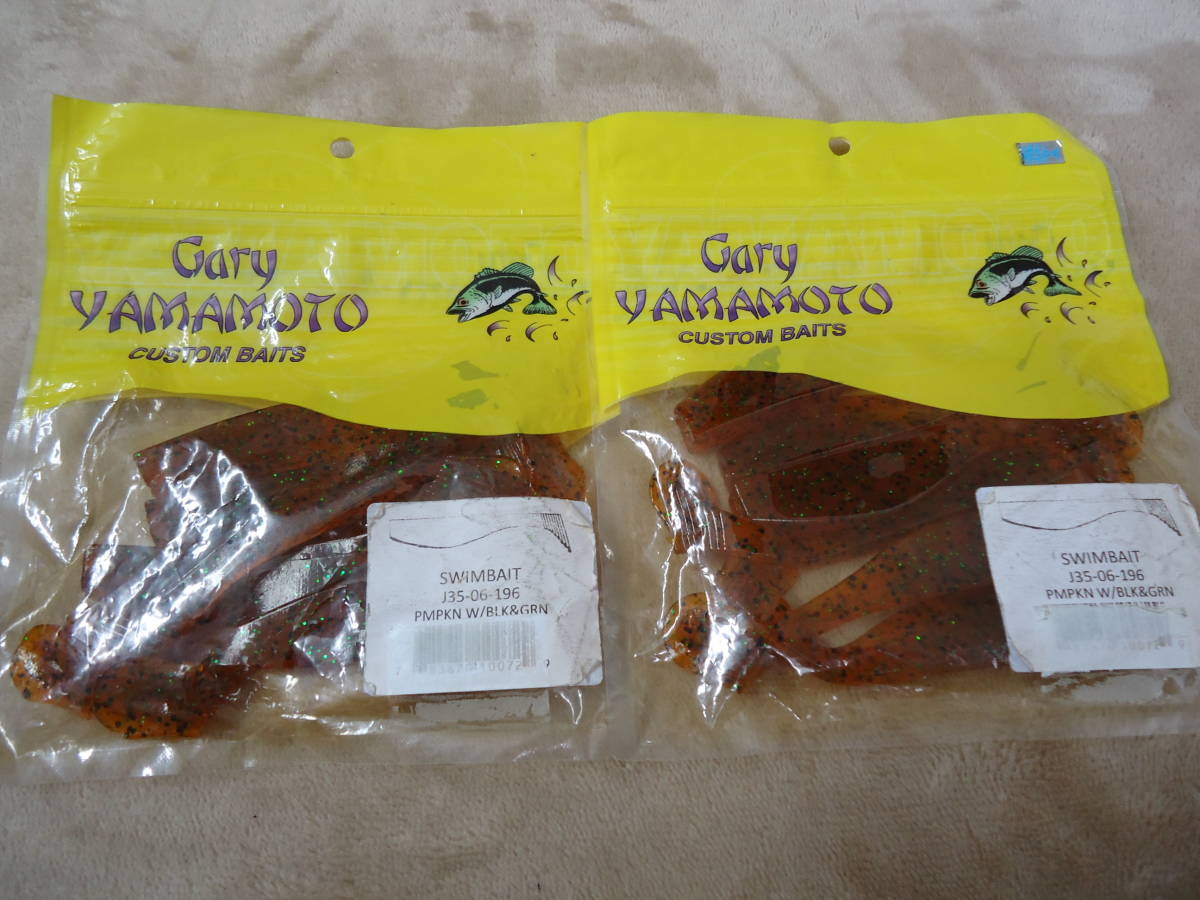 Gary
YAMAMOTO
CUSTOM BAITS
SWIMBAIT
J35-06-196
PMPKN W/BLK&GRN
Gary
YAMAMOTO
CUSTOM BAITS
SWIMBAIT
J35-06-196
PMPKN W/BLK&GRN